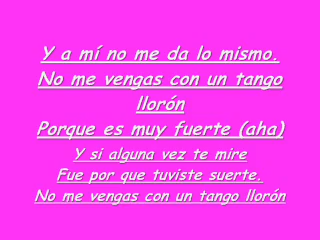 Y a mí no me da lo mismo.
No me vengas con un tango
llorón
Porque es muy fuerte (aha)
Y si alguna vez te mire
Fue por que tuviste suerte.
No me vengas con un tango llorón